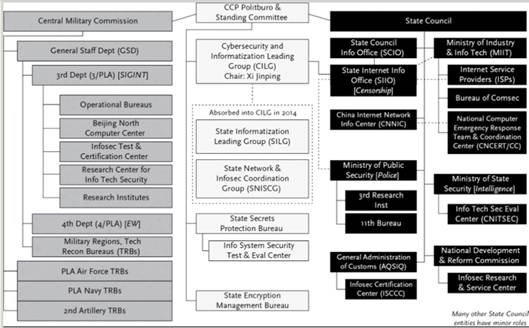 CCP Politburo &
Standing Committee
Central Military Commission
State Council
General Staff Dept (GSD)
3rd Dept (3/PLA) [SIGINT]
Operational Bureaus
Beijing North
Computer Center
Infosec Test &
Certification Center
Research Center for
Info Tech Security
Research Institutes
4th Dept (4/PLA) [EW]
Military Regions, Tech
Recon Bureaus (TRBs)
PLA Air Force TRBs
PLA Navy TRBs
2nd Artillery TRBs
Cybersecurity and
Informatization Leading
Group (CILG)
Chair: Xi Jinping
Absorbed into CILG in 2014
State Informatization
Leading Group (SILG)
State Network &
Infosec Coordination
Group (SNISCG)
State Secrets
Protection Bureau
Info System Security
Test & Eval Center
State Encryption
Management Bureau
State Council
Info Office (SCIO)
State Internet Info
Office (SIIO)
[Censorship]
China Internet Network
Info Center (CNNIC)
Ministry of Public
Security [Police]
3rd Research
Inst
11th Bureau
General Administration
of Customs (AQSIQ)
Infosec Certification
Center (ISCCC)
Ministry of Industry
& Info Tech (MIIT)
Internet Service
Providers (ISPs)
Bureau of Comsec
National Computer
Emergency Response
Team & Coordination
Center (CNCERT/CC)
Ministry of State
Security [Intelligence]
Info Tech Sec Eval
Center (CNITSEC)
National Development
& Reform Commission
Infosec Research
& Service Center
Many other State Council
entities have minor roles